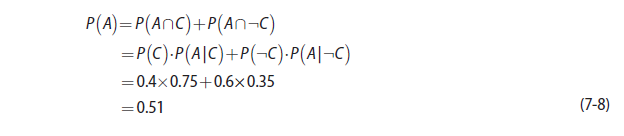 P(A)=P(A∩C)+P(A∩¬C)
=P(C)·P(A|C)+P(¬C)·P(A|¬C)
=0.4×0.75+0.6×0.35
=0.51 (7-8)